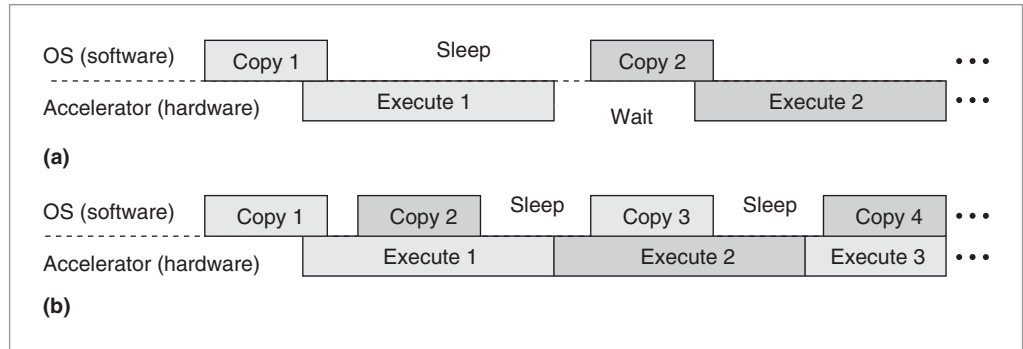 OS (software) Copy 1 Sleep Copy 2 •••
Accelerator (hardware) Execute 1 Wait Execute 2 •••
(a)
OS (software) Copy 1 Copy 2 Sleep Copy 3 Sleep Copy 4 •••
Accelerator (hardware) Execute 1 Execute 2 Execute 3 •••
(b)